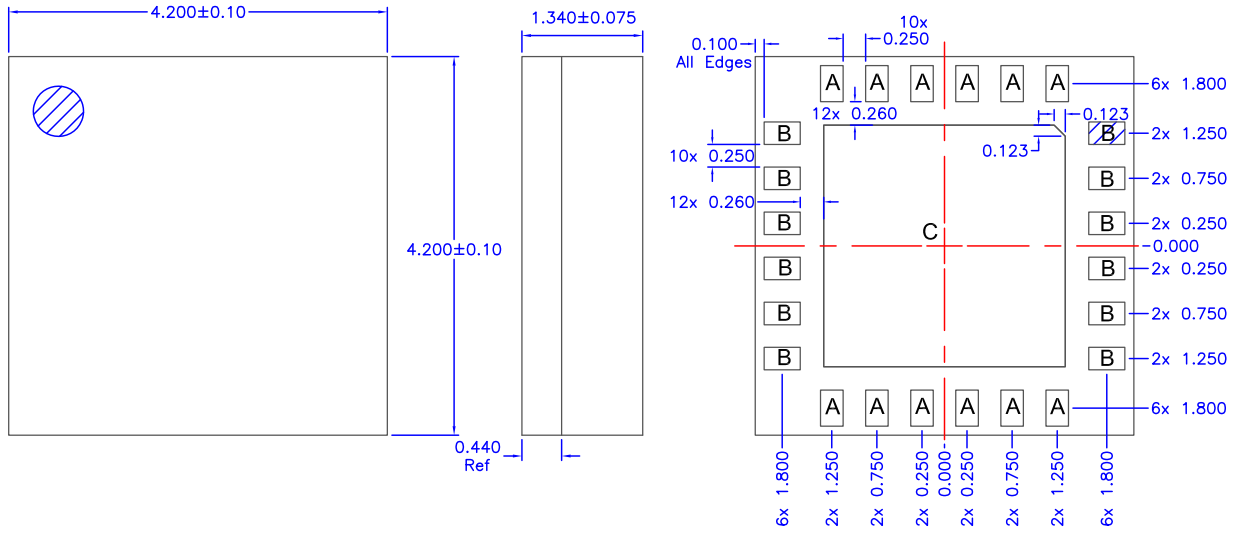 4.200±0.10
4.200±0.10
1.340±0.075
0.440
Ref
10x
0.250
0.100
All Edges
A A A A A A
6x 1.800
12x 0.260
0.123
0.123
B
B
2x 1.250
10x 0.250
B
B
2x 0.750
12x 0.260
B
B
2x 0.250
C
0.000
B
B
2x 0.250
B
B
2x 0.750
B
B
2x 1.250
A A A A A A
6x 1.800
6x 1.800
2x 1.250
2x 0.750
2x 0.250
0.000
2x 0.250
2x 0.750
2x 1.250
6x 1.800